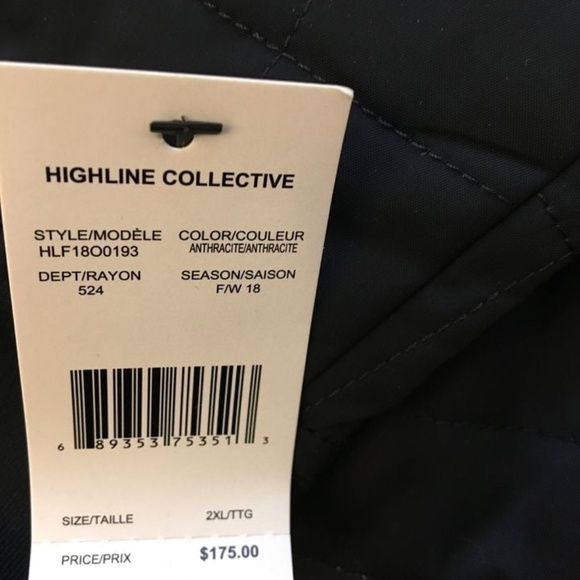 HIGHLINE COLLECTIVE
STYLE/MODÈLE COLOR/COULEUR
HLF18O0193 ANTHRACITE/ANTHRACITE
DEPT/RAYON SEASON/SAISON
524 F/W 18
6 89353 75351 3
SIZE/TAILLE 2XL/TTG
PRICE/PRIX $175.00